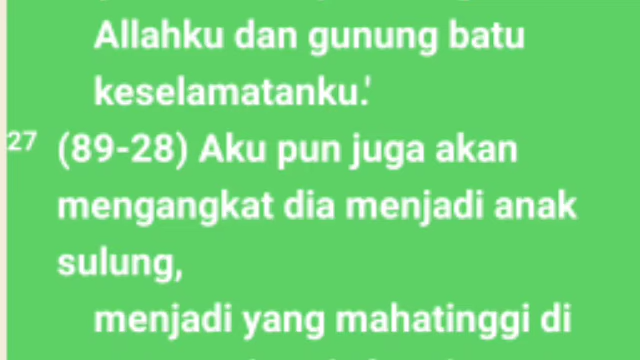 Allahku dan gunung batu
keselamatanku.'
27 (89-28) Aku pun juga akan
mengangkat dia menjadi anak
sulung,
menjadi yang mahatinggi di